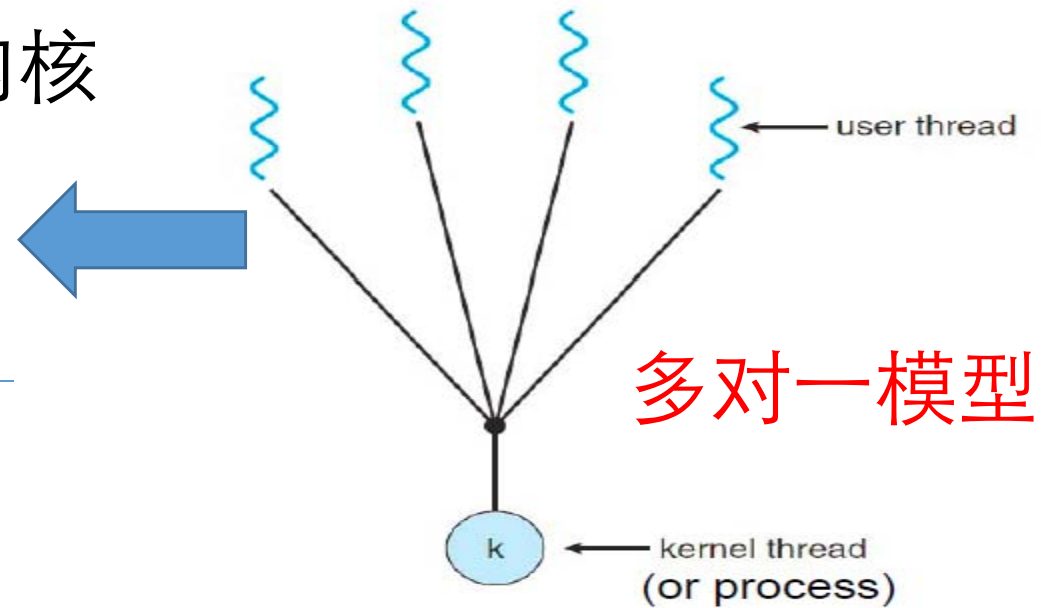 核
user thread
多对一模型
k
kernel thread
(or process)